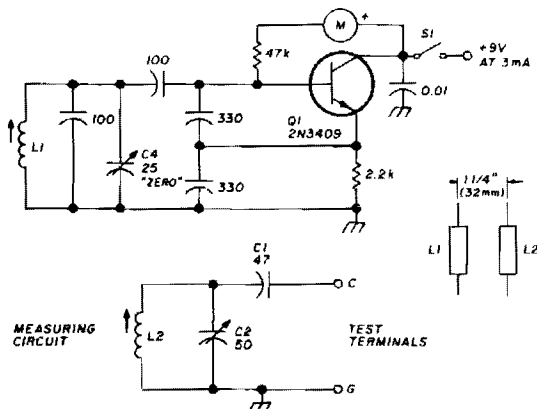 M +
47k
S1
+9V
AT 3mA
100
0.01
L1
100
C4
25
"ZERO"
330
330
Q1
2N3409
2.2k
1 1/4"
(32mm)
L1
L2
C1
47
C
MEASURING
CIRCUIT
L2
C2
50
TEST
TERMINALS
G